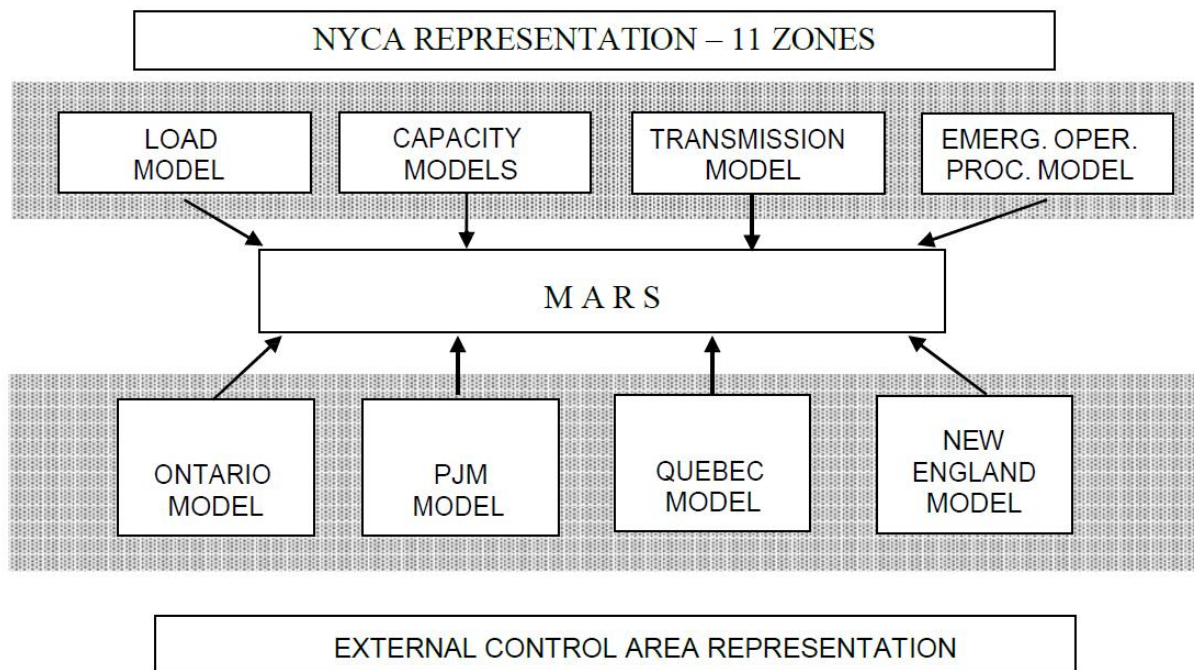 NYCA REPRESENTATION – 11 ZONES
LOAD
MODEL
CAPACITY
MODELS
TRANSMISSION
MODEL
EMERG. OPER.
PROC. MODEL
M A R S
ONTARIO
MODEL
PJM
MODEL
QUEBEC
MODEL
NEW
ENGLAND
MODEL
EXTERNAL CONTROL AREA REPRESENTATION